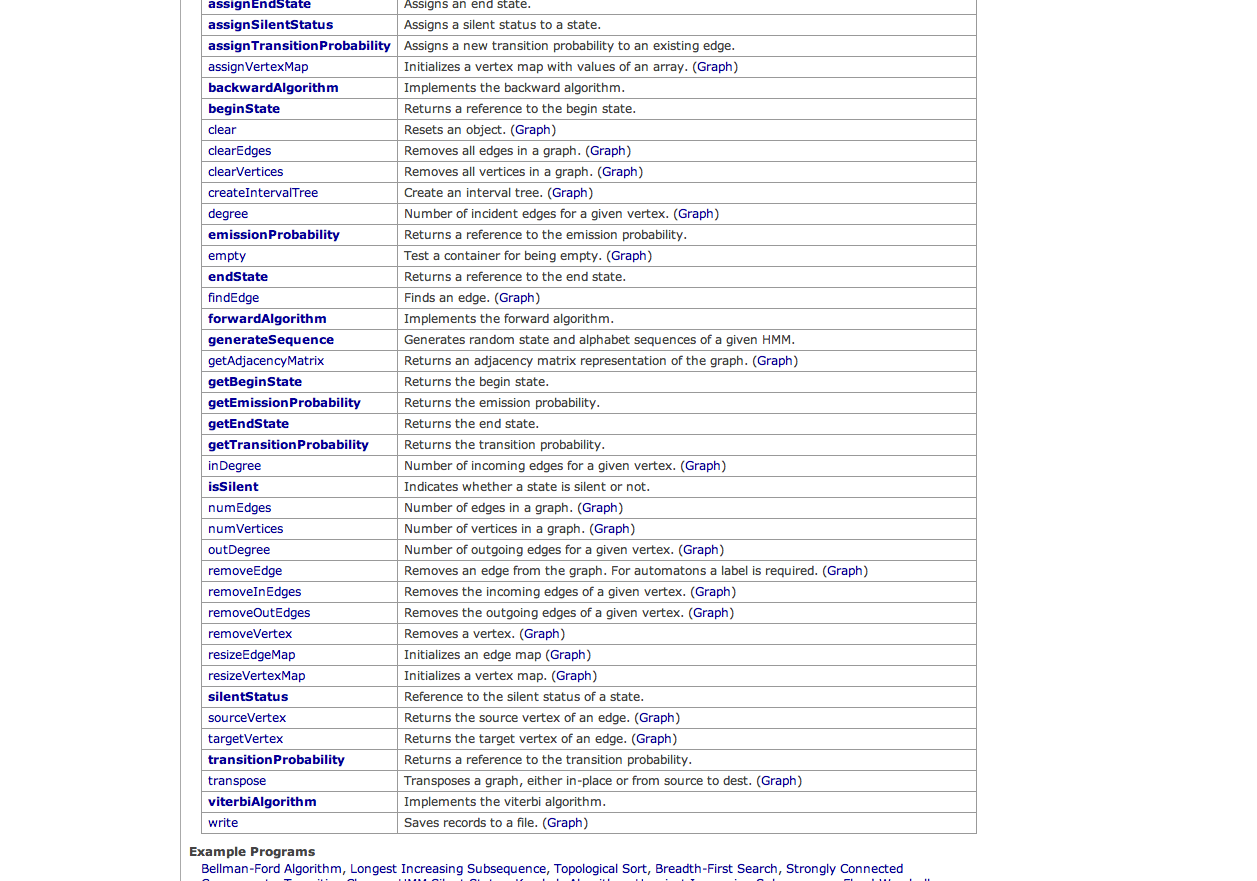 assignEndState Assigns an end state.
assignSilentStatus Assigns a silent status to a state.
assignTransitionProbability Assigns a new transition probability to an existing edge.
assignVertexMap Initializes a vertex map with values of an array. (Graph)
backwardAlgorithm Implements the backward algorithm.
beginState Returns a reference to the begin state.
clear Resets an object. (Graph)
clearEdges Removes all edges in a graph. (Graph)
clearVertices Removes all vertices in a graph. (Graph)
createIntervalTree Create an interval tree. (Graph)
degree Number of incident edges for a given vertex. (Graph)
emissionProbability Returns a reference to the emission probability.
empty Test a container for being empty. (Graph)
endState Returns a reference to the end state.
findEdge Finds an edge. (Graph)
forwardAlgorithm Implements the forward algorithm.
generateSequence Generates random state and alphabet sequences of a given HMM.
getAdjacencyMatrix Returns an adjacency matrix representation of the graph. (Graph)
getBeginState Returns the begin state.
getEmissionProbability Returns the emission probability.
getEndState Returns the end state.
getTransitionProbability Returns the transition probability.
inDegree Number of incoming edges for a given vertex. (Graph)
isSilent Indicates whether a state is silent or not.
numEdges Number of edges in a graph. (Graph)
numVertices Number of vertices in a graph. (Graph)
outDegree Number of outgoing edges for a given vertex. (Graph)
removeEdge Removes an edge from the graph. For automatons a label is required. (Graph)
removeInEdges Removes the incoming edges of a given vertex. (Graph)
removeOutEdges Removes the outgoing edges of a given vertex. (Graph)
removeVertex Removes a vertex. (Graph)
resizeEdgeMap Initializes an edge map (Graph)
resizeVertexMap Initializes a vertex map. (Graph)
silentStatus Reference to the silent status of a state.
sourceVertex Returns the source vertex of an edge. (Graph)
targetVertex Returns the target vertex of an edge. (Graph)
transitionProbability Returns a reference to the transition probability.
transpose Transposes a graph, either in-place or from source to dest. (Graph)
viterbiAlgorithm Implements the viterbi algorithm.
write Saves records to a file. (Graph)
Example Programs
Bellman-Ford Algorithm, Longest Increasing Subsequence, Topological Sort, Breadth-First Search, Strongly Connected